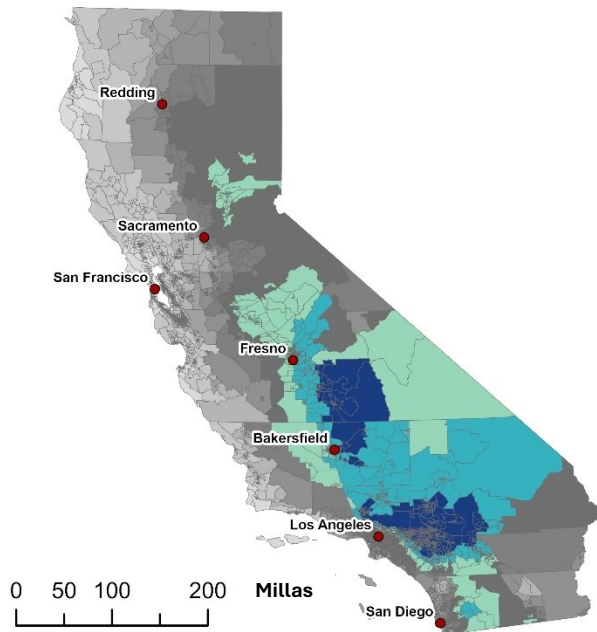 Redding
Sacramento
San Francisco
Fresno
Bakersfield
Los Angeles
San Diego
0 50 100 200 Millas